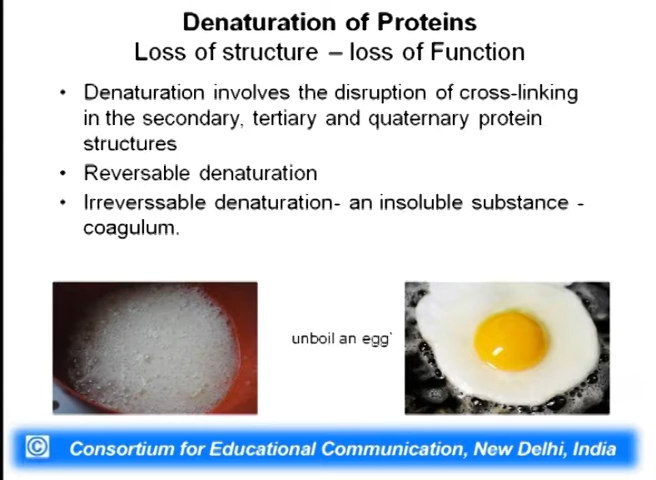 Denaturation of Proteins
Loss of structure – loss of Function
• Denaturation involves the disruption of cross-linking
in the secondary, tertiary and quaternary protein
structures
• Reversable denaturation
• Irreverssable denaturation- an insoluble substance -
coagulum.
unboil an egg'
© Consortium for Educational Communication, New Delhi, India